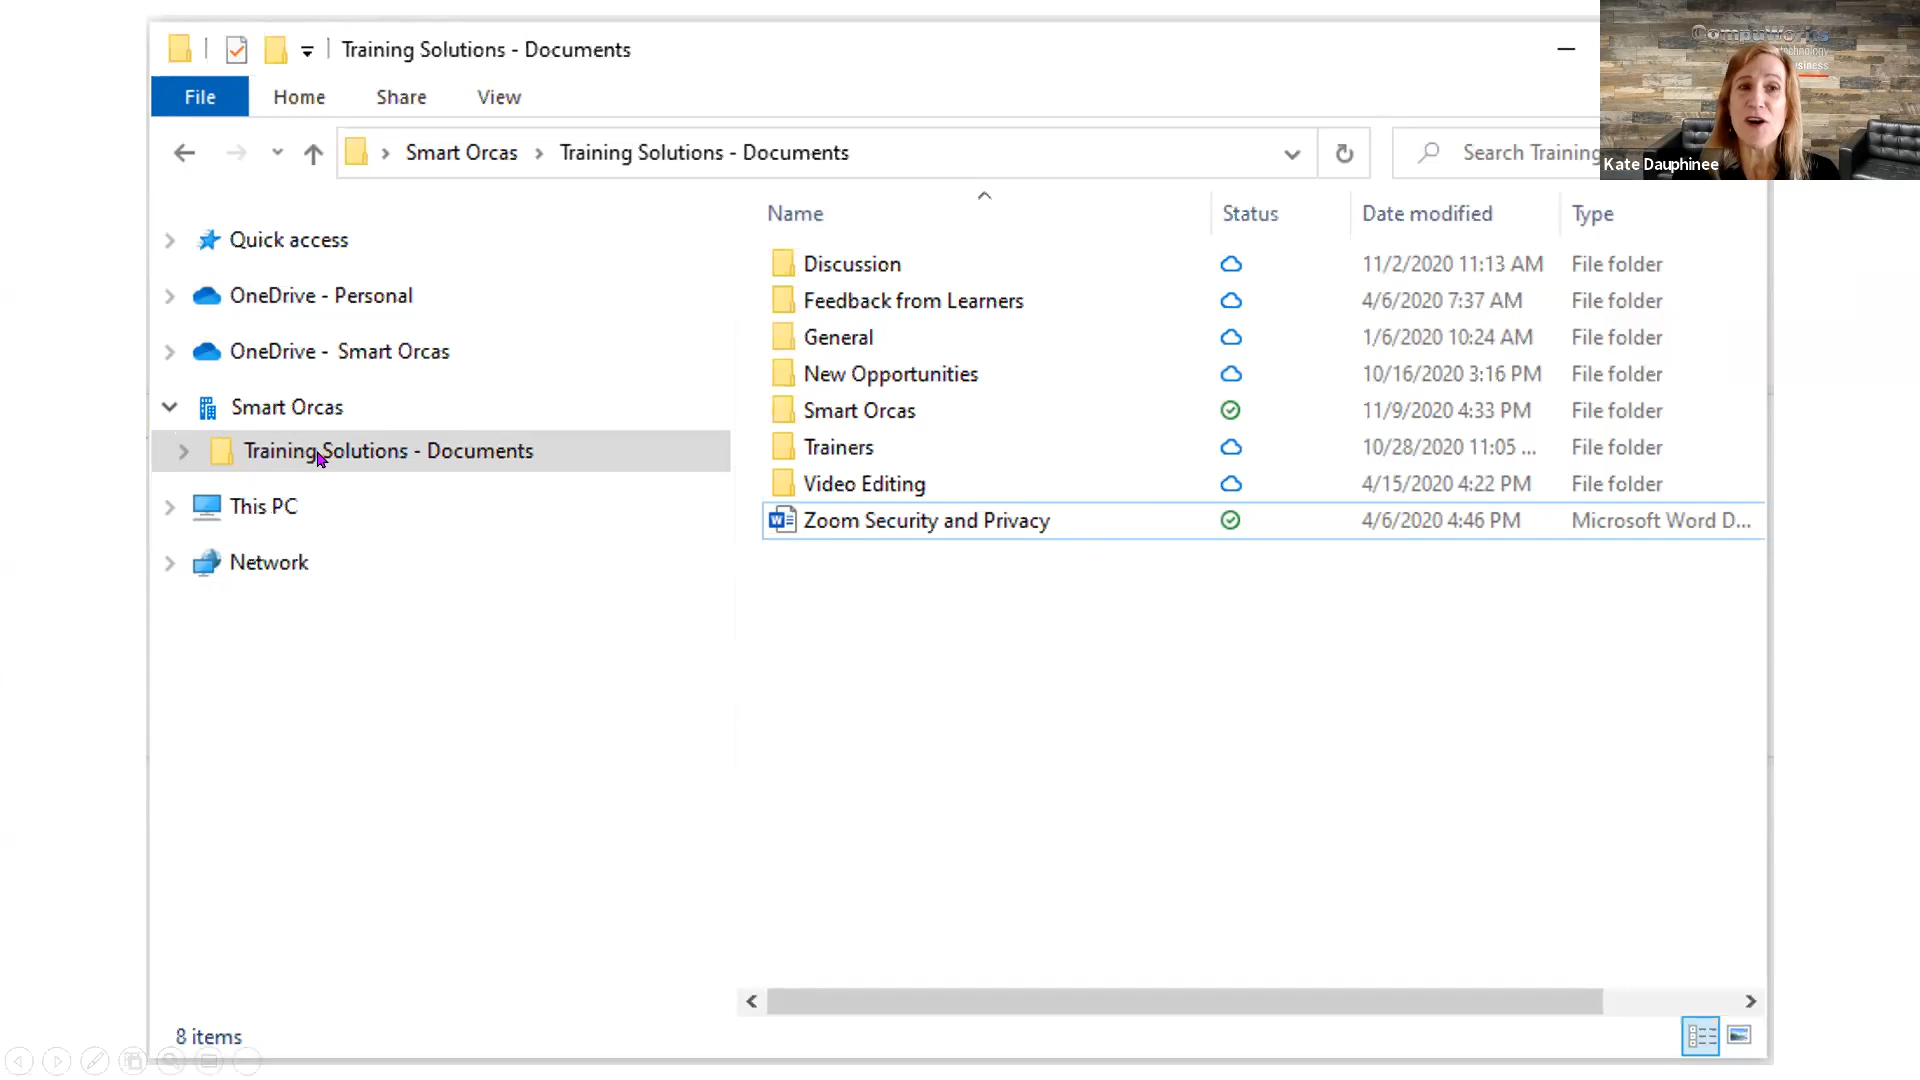 Training Solutions - Documents
File Home Share View
Smart Orcas Training Solutions - Documents
Search Training
CompuWorks
Kate Dauphinee
Name Status Date modified Type
Quick access
OneDrive - Personal
OneDrive - Smart Orcas
Smart Orcas
Training Solutions - Documents
This PC
Network
Discussion 11/2/2020 11:13 AM File folder
Feedback from Learners 4/6/2020 7:37 AM File folder
General 1/6/2020 10:24 AM File folder
New Opportunities 10/16/2020 3:16 PM File folder
Smart Orcas 11/9/2020 4:33 PM File folder
Trainers 10/28/2020 11:05 ... File folder
Video Editing 4/15/2020 4:22 PM File folder
Zoom Security and Privacy 4/6/2020 4:46 PM Microsoft Word D...
8 items